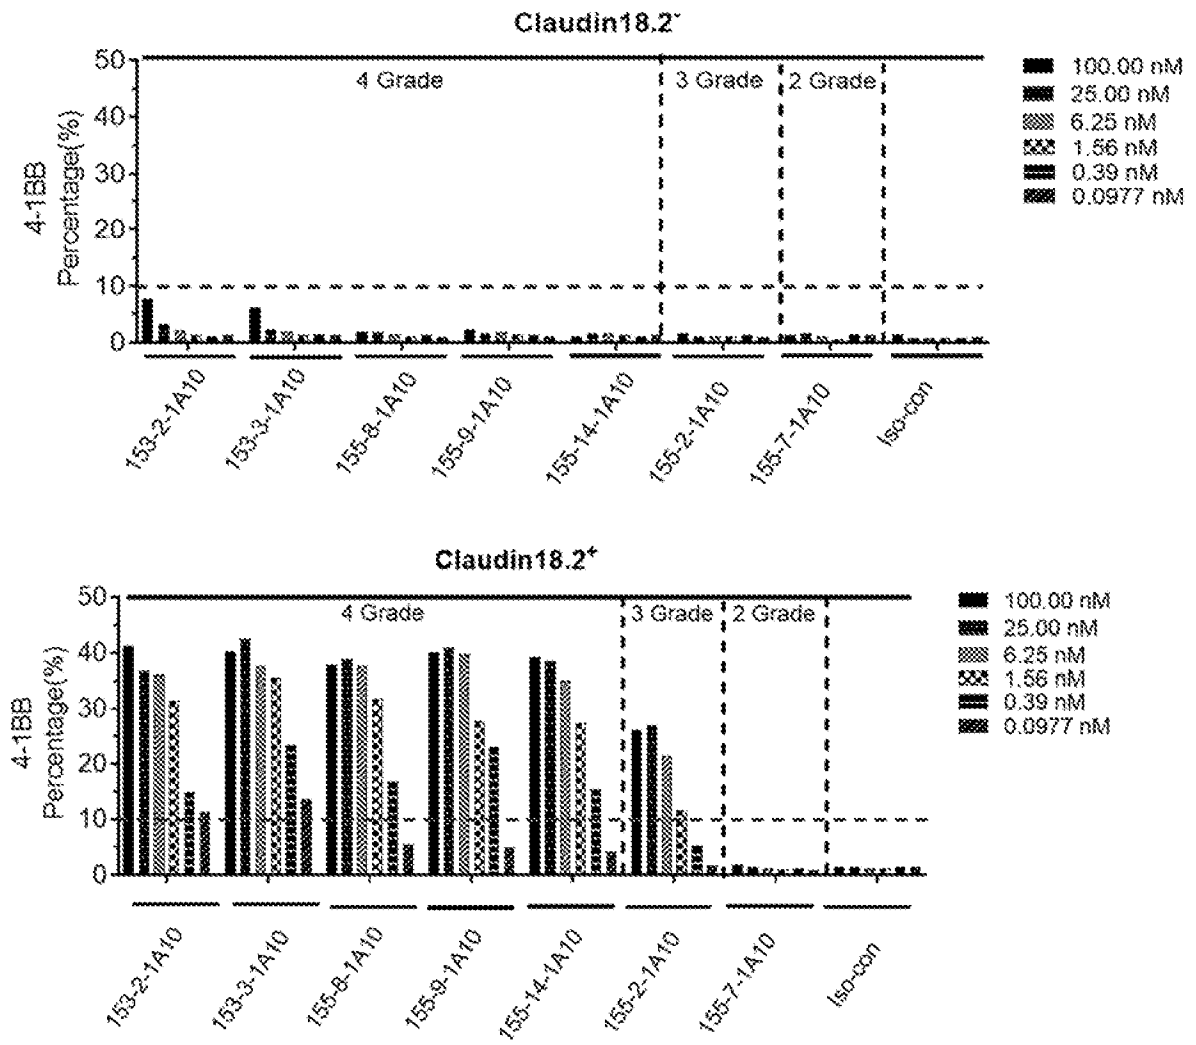 Claudin18.2-
50
40
30
20
10
0
4-1BB
Percentage(%)
4 Grade
3 Grade
2 Grade
100.00 nM
25.00 nM
6.25 nM
1.56 nM
0.39 nM
0.0977 nM
153-2-1A10
153-3-1A10
155-8-1A10
155-9-1A10
155-14-1A10
155-2-1A10
155-7-1A10
Iso-con
Claudin18.2+
50
40
30
20
10
0
4-1BB
Percentage(%)
4 Grade
3 Grade
2 Grade
100.00 nM
25.00 nM
6.25 nM
1.56 nM
0.39 nM
0.0977 nM
153-2-1A10
153-3-1A10
155-8-1A10
155-9-1A10
155-14-1A10
155-2-1A10
155-7-1A10
Iso-con